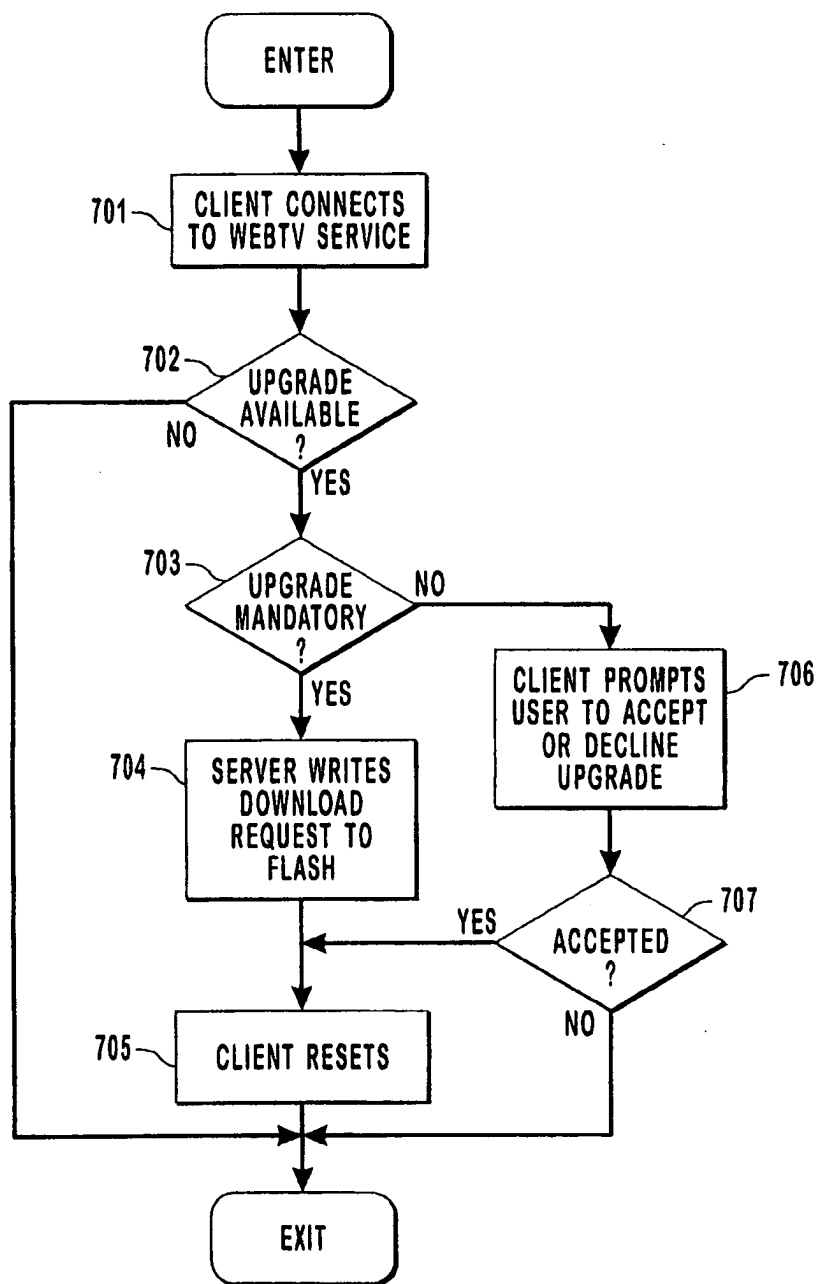 ENTER
701
CLIENT CONNECTS
TO WEBTV SERVICE
702
UPGRADE
AVAILABLE
?
NO
YES
703
UPGRADE
MANDATORY
?
NO
YES
706
CLIENT PROMPTS
USER TO ACCEPT
OR DECLINE
UPGRADE
704
SERVER WRITES
DOWNLOAD
REQUEST TO
FLASH
707
ACCEPTED
?
YES
NO
705
CLIENT RESETS
EXIT